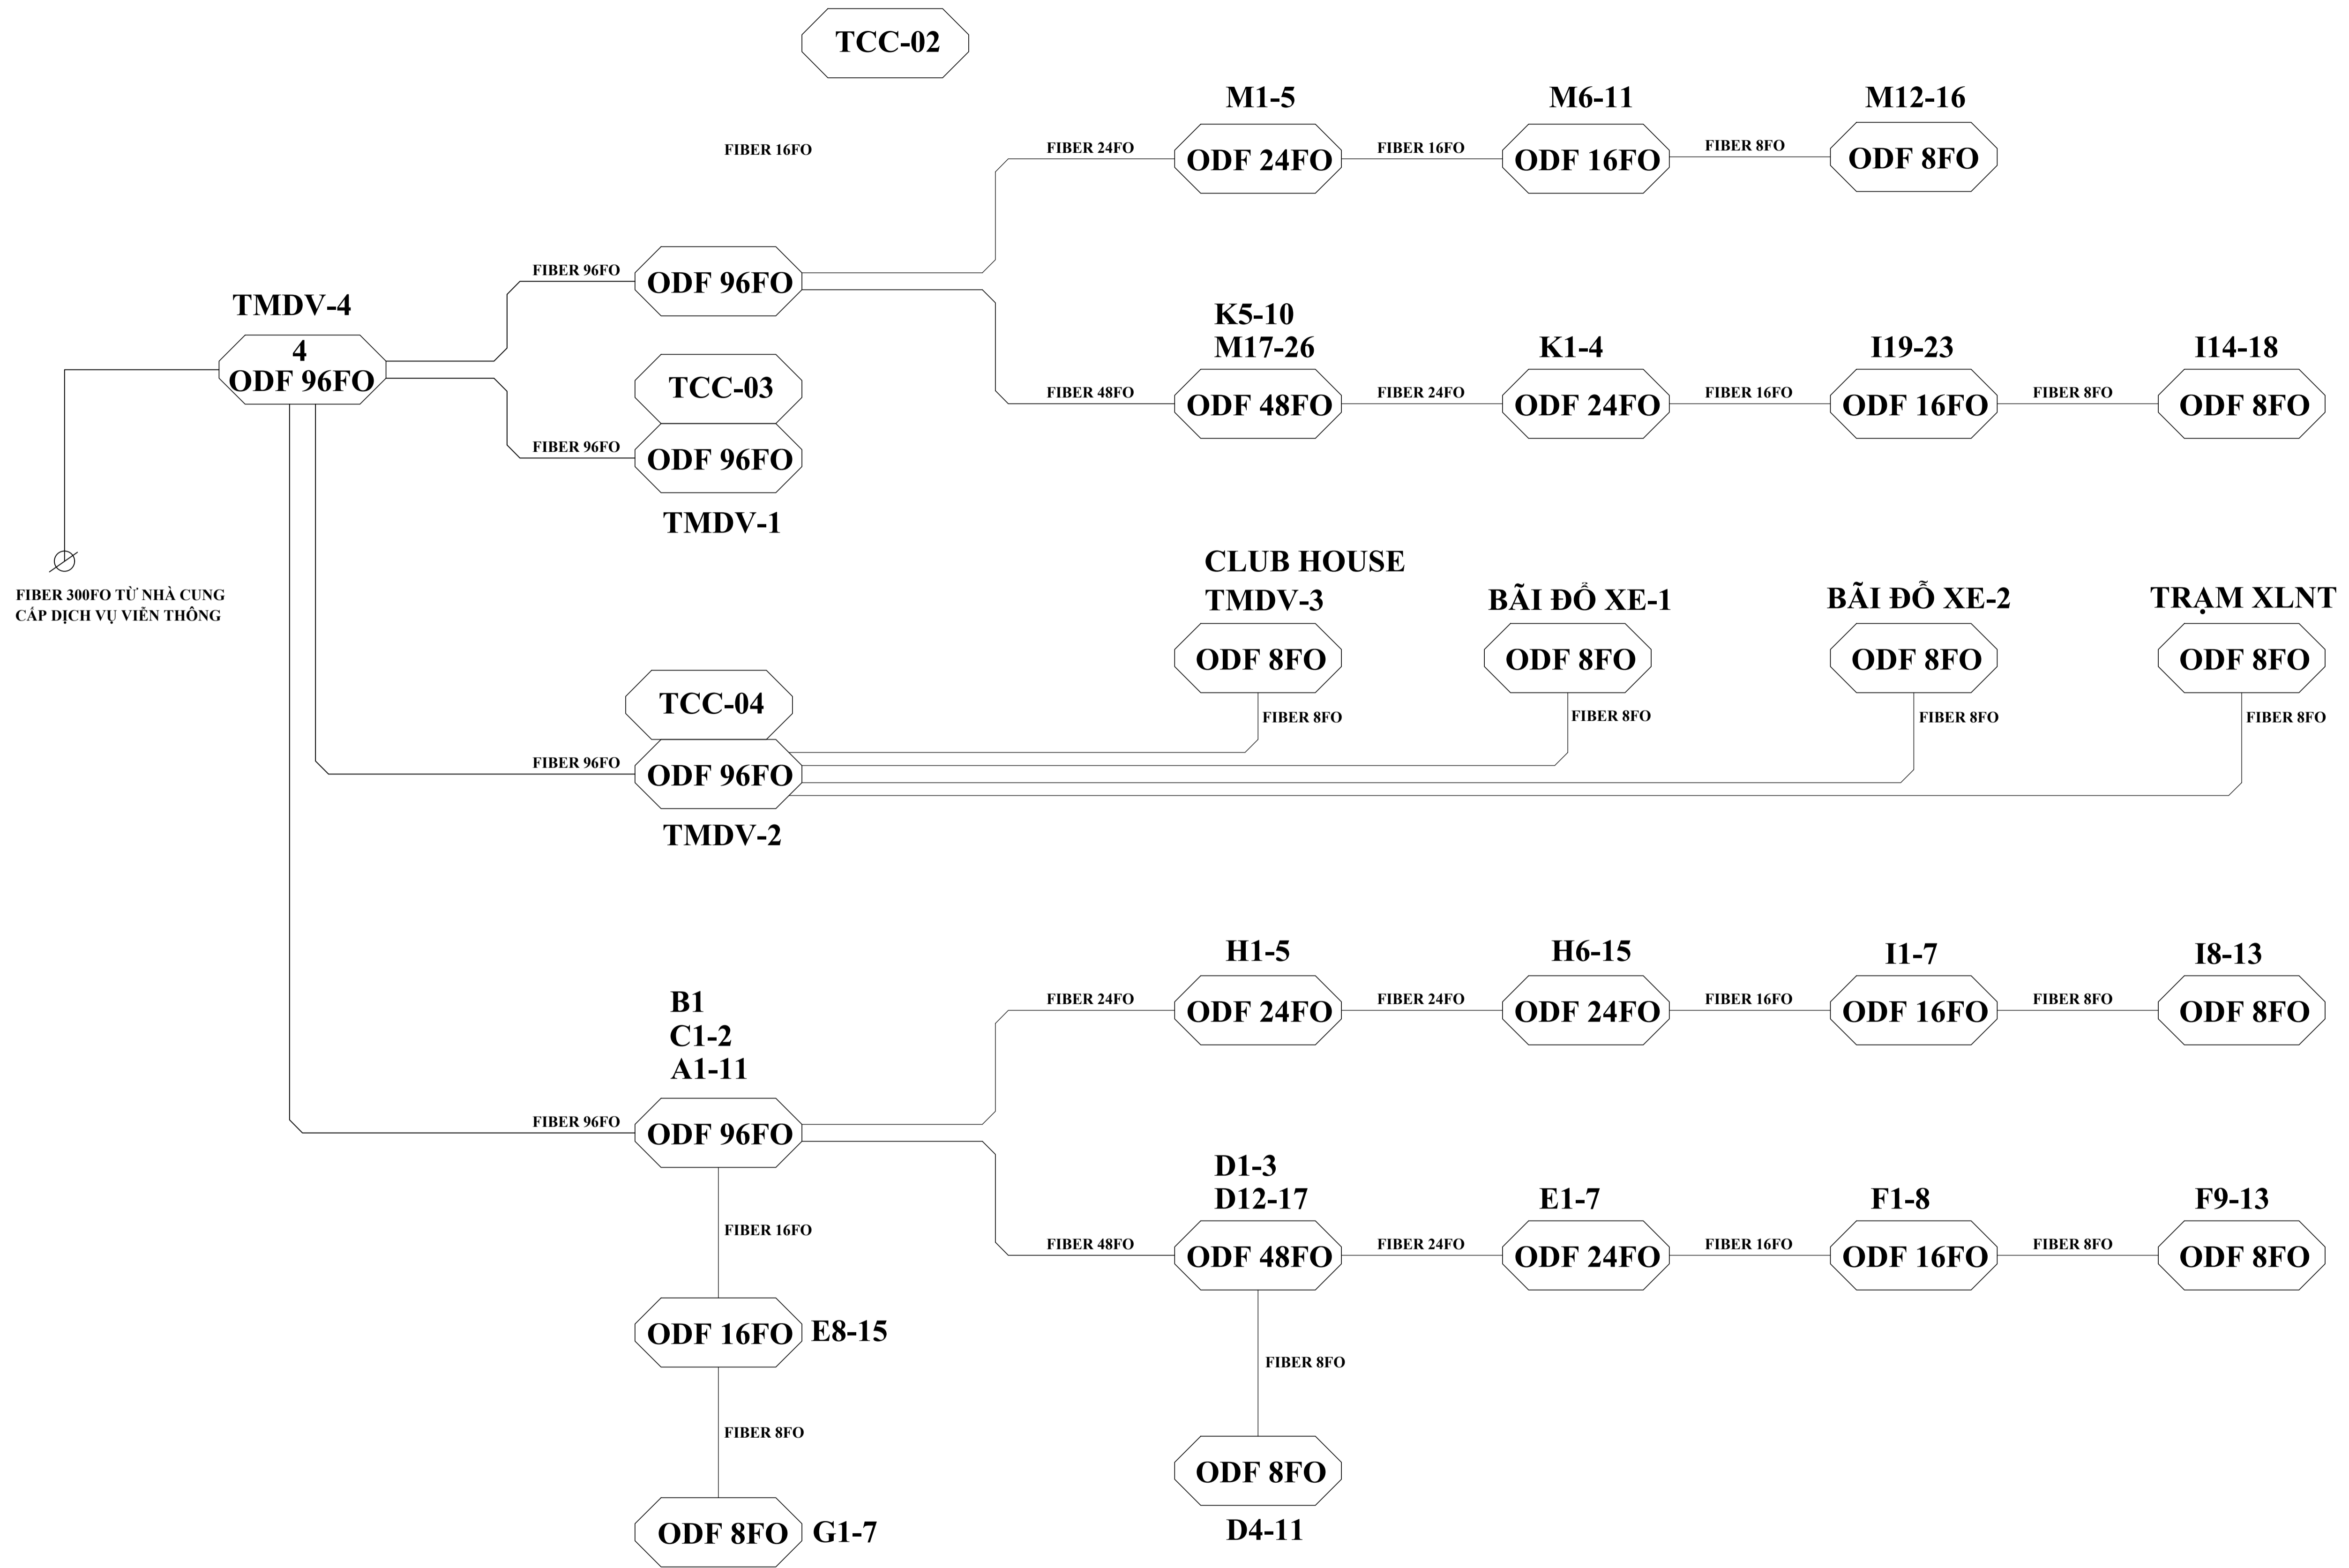 TCC-02
M1-5
M6-11
M12-16
FIBER 16FO
FIBER 24FO
ODF 24FO
FIBER 16FO
ODF 16FO
FIBER 8FO
ODF 8FO
FIBER 96FO
ODF 96FO
TMDV-4
4
ODF 96FO
K5-10
M17-26
K1-4
I19-23
I14-18
TCC-03
FIBER 48FO
ODF 48FO
FIBER 24FO
ODF 24FO
FIBER 16FO
ODF 16FO
FIBER 8FO
ODF 8FO
FIBER 96FO
ODF 96FO
TMDV-1
FIBER 300FO TỪ NHÀ CUNG
CẤP DỊCH VỤ VIỄN THÔNG
CLUB HOUSE
TMDV-3
BÃI ĐỖ XE-1
BÃI ĐỖ XE-2
TRẠM XLNT
ODF 8FO
ODF 8FO
ODF 8FO
ODF 8FO
TCC-04
FIBER 8FO
FIBER 8FO
FIBER 8FO
FIBER 8FO
FIBER 96FO
ODF 96FO
TMDV-2
H1-5
H6-15
I1-7
I8-13
B1
C1-2
A1-11
FIBER 24FO
ODF 24FO
FIBER 24FO
ODF 24FO
FIBER 16FO
ODF 16FO
FIBER 8FO
ODF 8FO
FIBER 96FO
ODF 96FO
D1-3
D12-17
E1-7
F1-8
F9-13
FIBER 16FO
FIBER 48FO
ODF 48FO
FIBER 24FO
ODF 24FO
FIBER 16FO
ODF 16FO
FIBER 8FO
ODF 8FO
ODF 16FO
E8-15
FIBER 8FO
FIBER 8FO
ODF 8FO
D4-11
ODF 8FO
G1-7